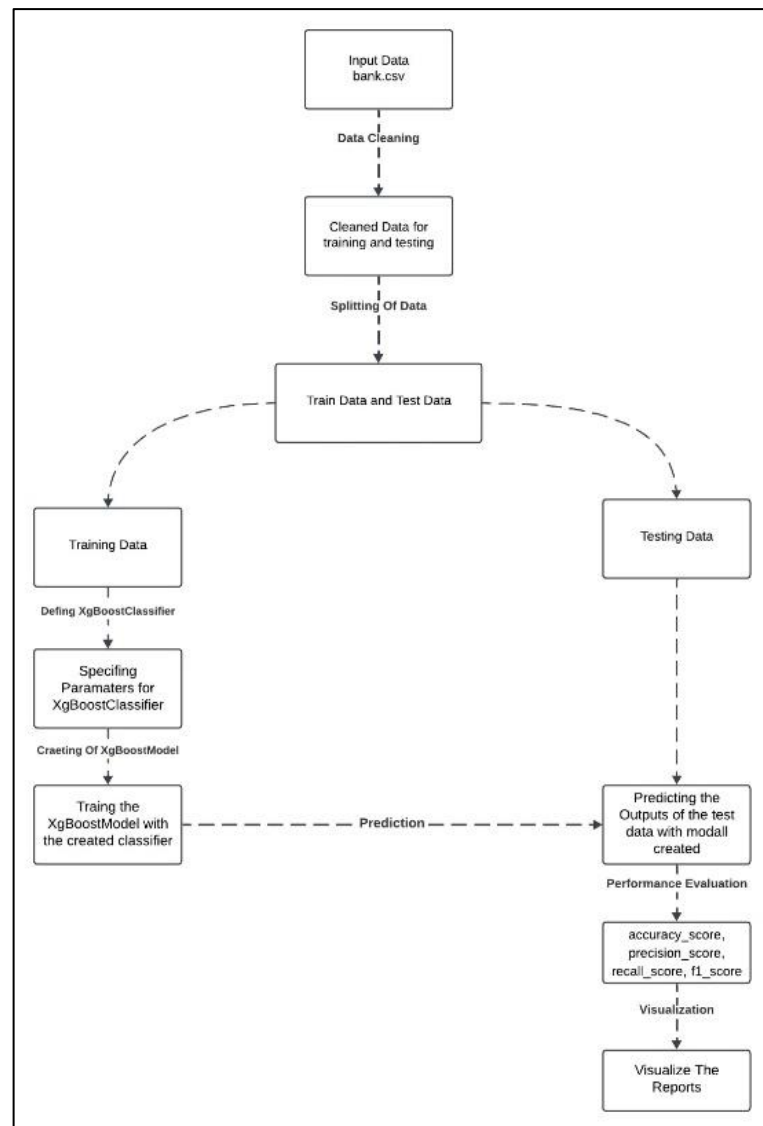 Input Data
bank.csv
Data Cleaning
Cleaned Data for
training and testing
Splitting Of Data
Train Data and Test Data
Training Data
Testing Data
Defing XgBoostClassifier
Specifing
Paramaters for
XgBoostClassifier
Craeting Of XgBoostModel
Traing the
XgBoostModel with
the created classifier
Prediction
Predicting the
Outputs of the test
data with modall
created
Performance Evaluation
accuracy_score,
precision_score,
recall_score, f1_score
Visualization
Visualize The
Reports